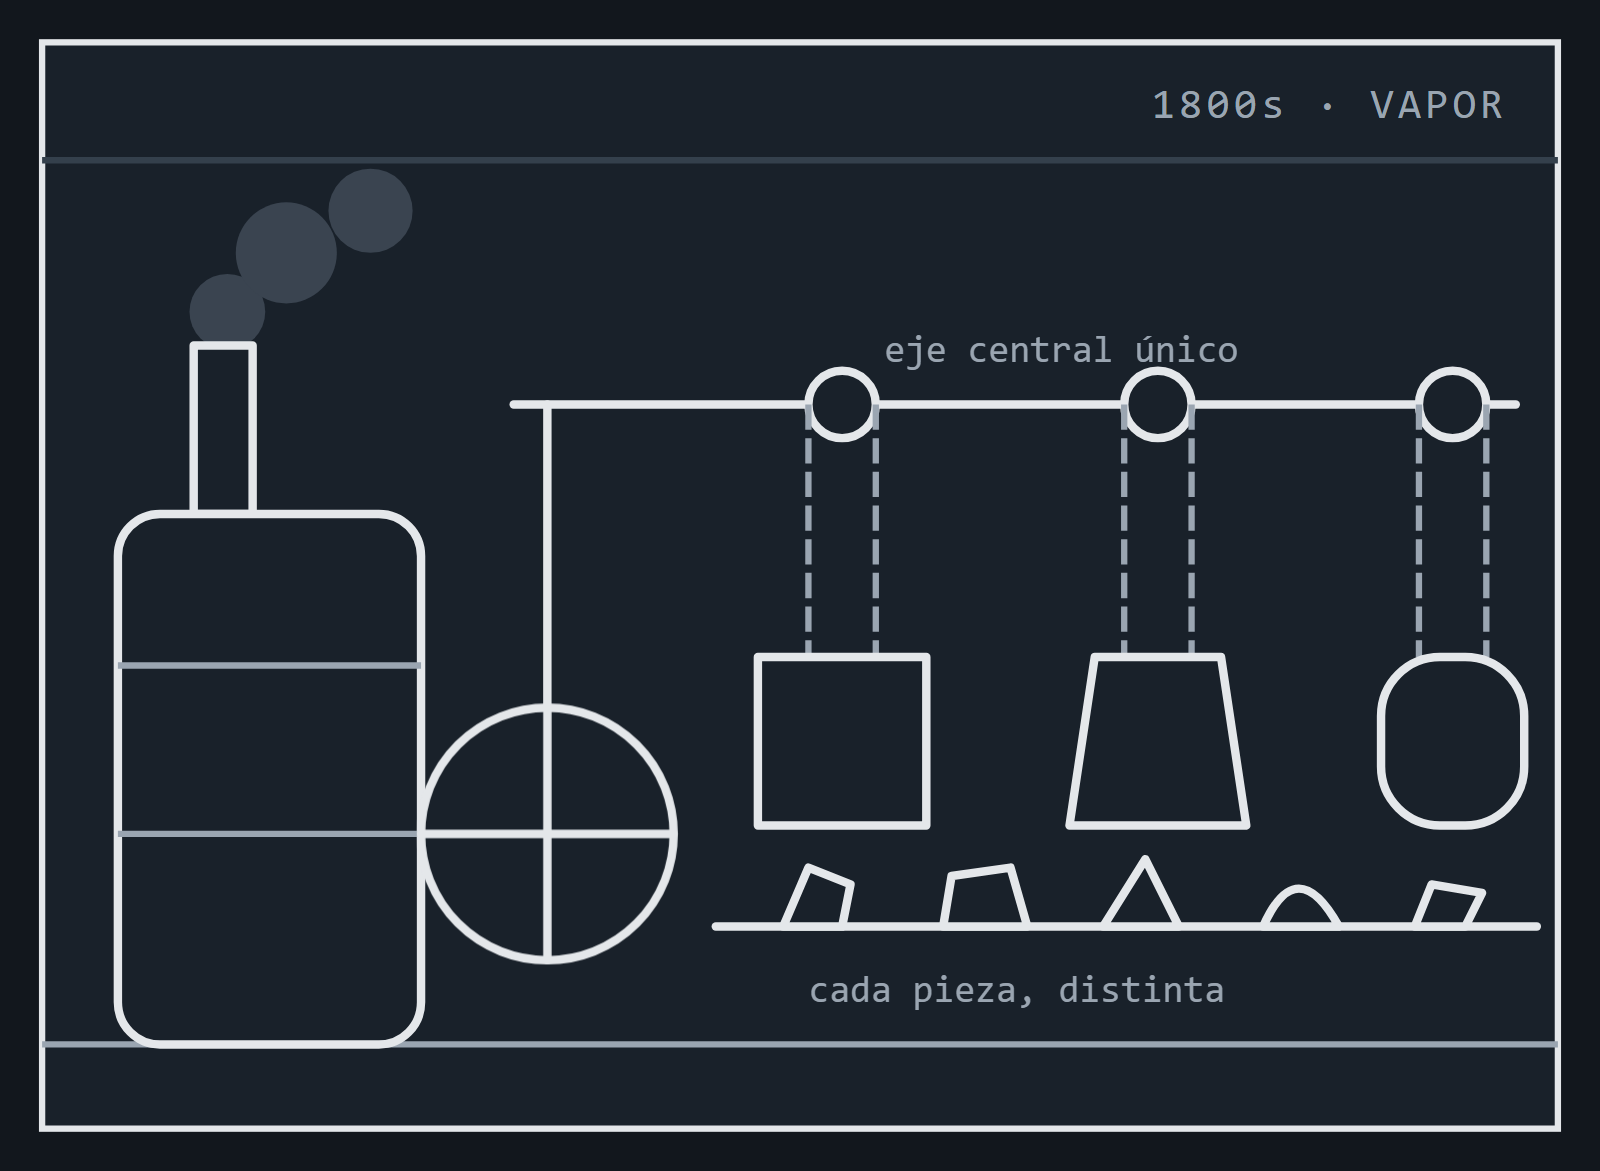 1800s · VAPOR
eje central único
cada pieza, distinta